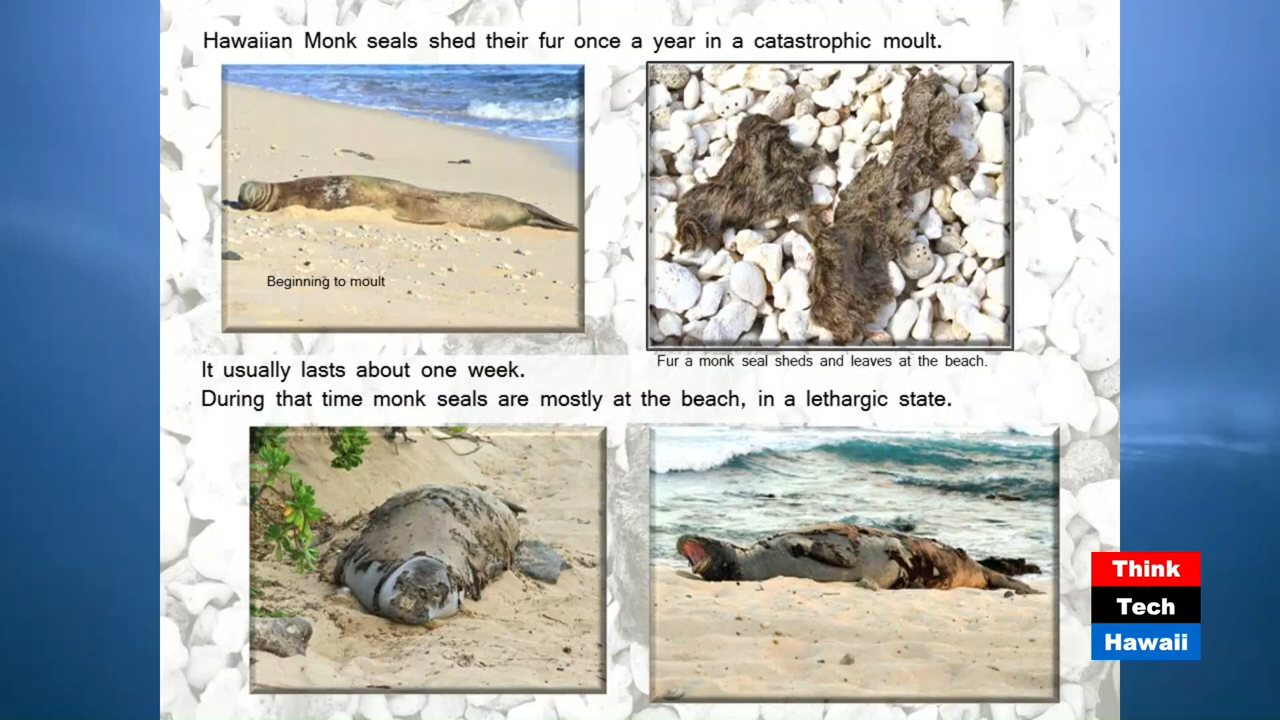 Hawaiian Monk seals shed their fur once a year in a catastrophic moult.
Beginning to moult
Fur a monk seal sheds and leaves at the beach.
It usually lasts about one week.
During that time monk seals are mostly at the beach, in a lethargic state.
Think
Tech
Hawaii